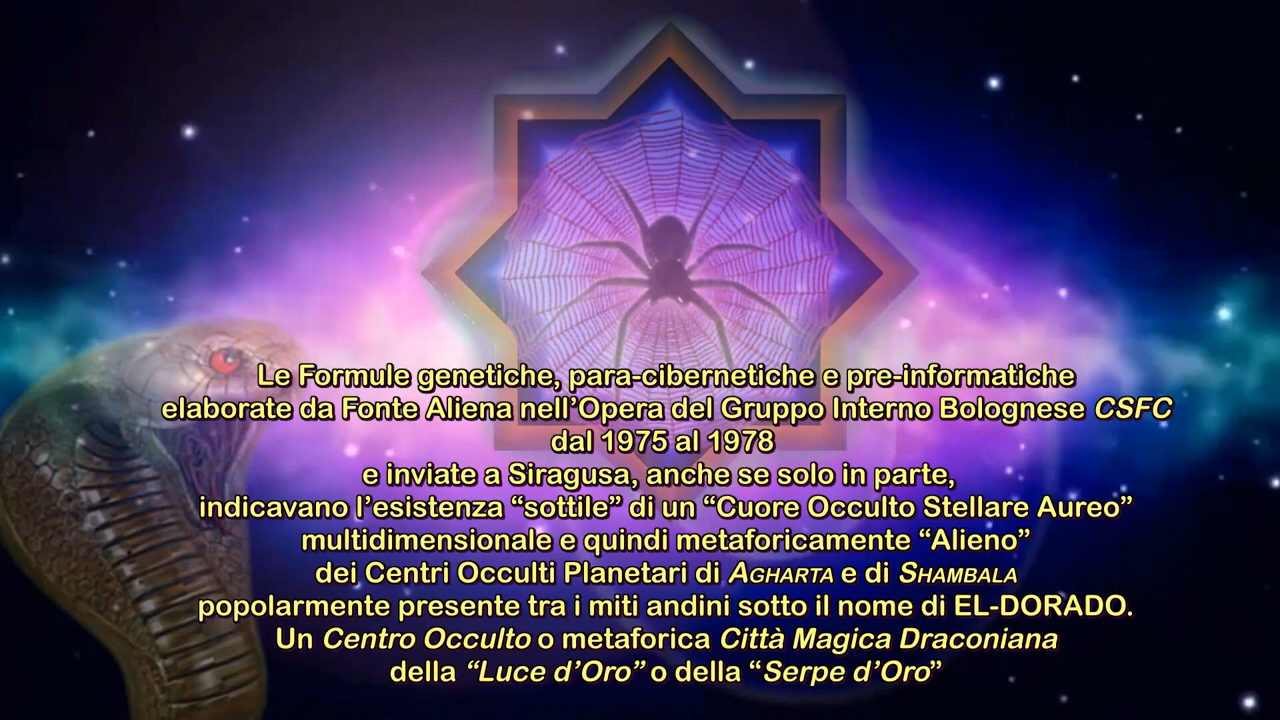 Le Formule genetiche, para-cibernetiche e pre-informatiche
elaborate da Fonte Aliena nell’Opera del Gruppo Interno Bolognese CSFC
dal 1975 al 1978
e inviate a Siragusa, anche se solo in parte,
indicavano l’esistenza “sottile” di un “Cuore Occulto Stellare Aureo”
multidimensionale e quindi metaforicamente “Alieno”
dei Centri Occulti Planetari di AGHARTA e di SHAMBALA
popolarmente presente tra i miti andini sotto il nome di EL-DORADO.
Un Centro Occulto o metaforica Città Magica Draconiana
della “Luce d’Oro” o della “Serpe d’Oro”